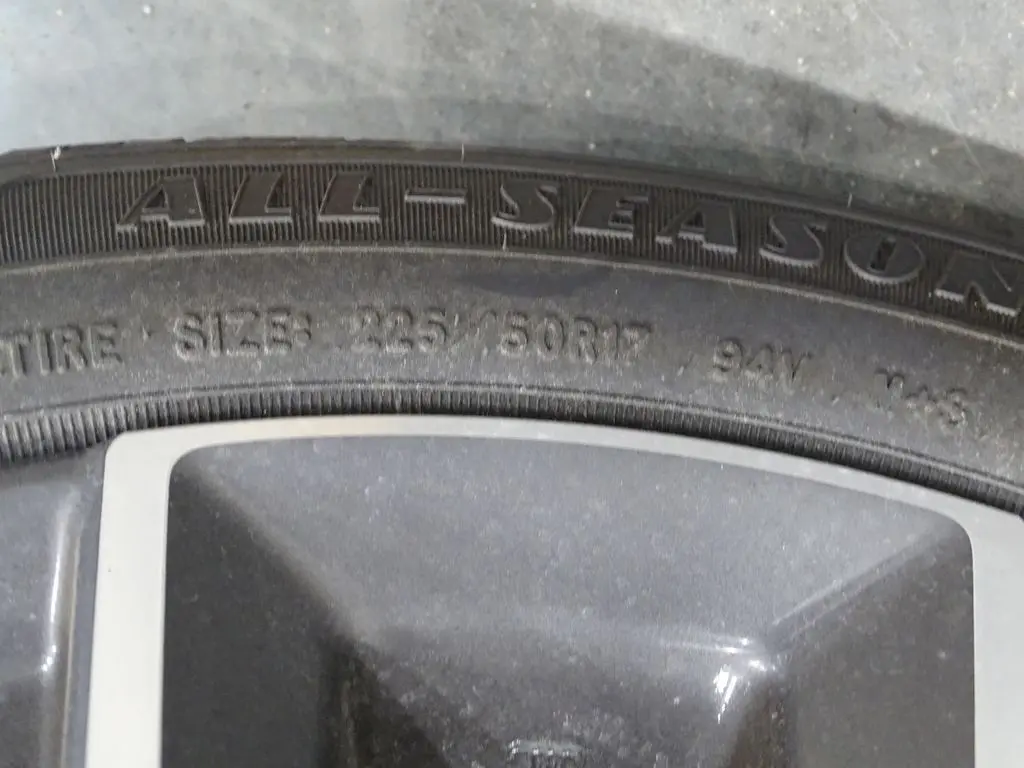 ALL-SEASON
TIRE SIZE: 225/50R17 94V M+S